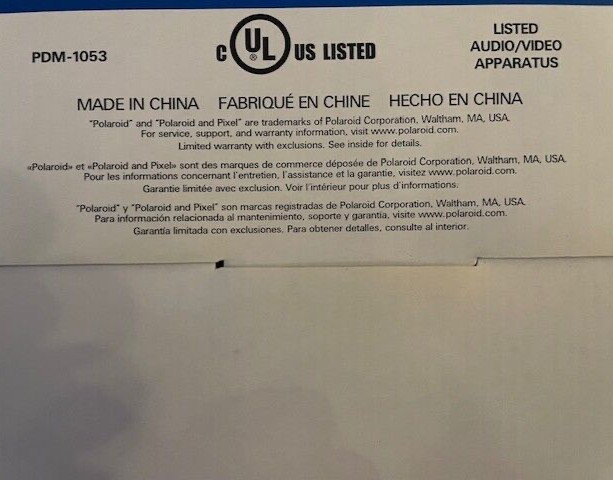 PDM-1053
C UL® US LISTED
LISTED
AUDIO/VIDEO
APPARATUS
MADE IN CHINA FABRIQUÉ EN CHINE HECHO EN CHINA
"Polaroid" and "Polaroid and Pixel" are trademarks of Polaroid Corporation, Waltham, MA, USA.
For service, support, and warranty information, visit www.polaroid.com.
Limited warranty with exclusions. See inside for details.
«Polaroid» et «Polaroid and Pixel» sont des marques de commerce déposée de Polaroid Corporation, Waltham, MA, USA.
Pour les informations concernant l'entretien, l'assistance et la garantie, visitez www.polaroid.com.
Garantie limitée avec exclusion. Voir l'intérieur pour plus d'informations.
"Polaroid" y "Polaroid and Pixel" son marcas registradas de Polaroid Corporation, Waltham, MA, USA.
Para información relacionada al mantenimiento, soporte y garantía, visite www.polaroid.com.
Garantía limitada con exclusiones. Para obtener detalles, consulte al interior.